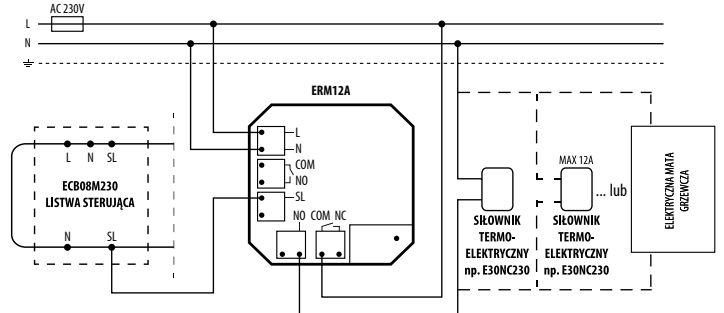 AC 230V
L
N
ERM12A
L
N
COM
NO
SL
NO COM NC
L N SL
ECB08M230
LISTWA STERUJĄCA
N SL
SIŁOWNIK
TERMO-
ELEKTRYCZNY
np. E30NC230
MAX 12A
... lub
SIŁOWNIK
TERMO-
ELEKTRYCZNY
np. E30NC230
ELEKTRYCZNA MATA
GRZEWCZA